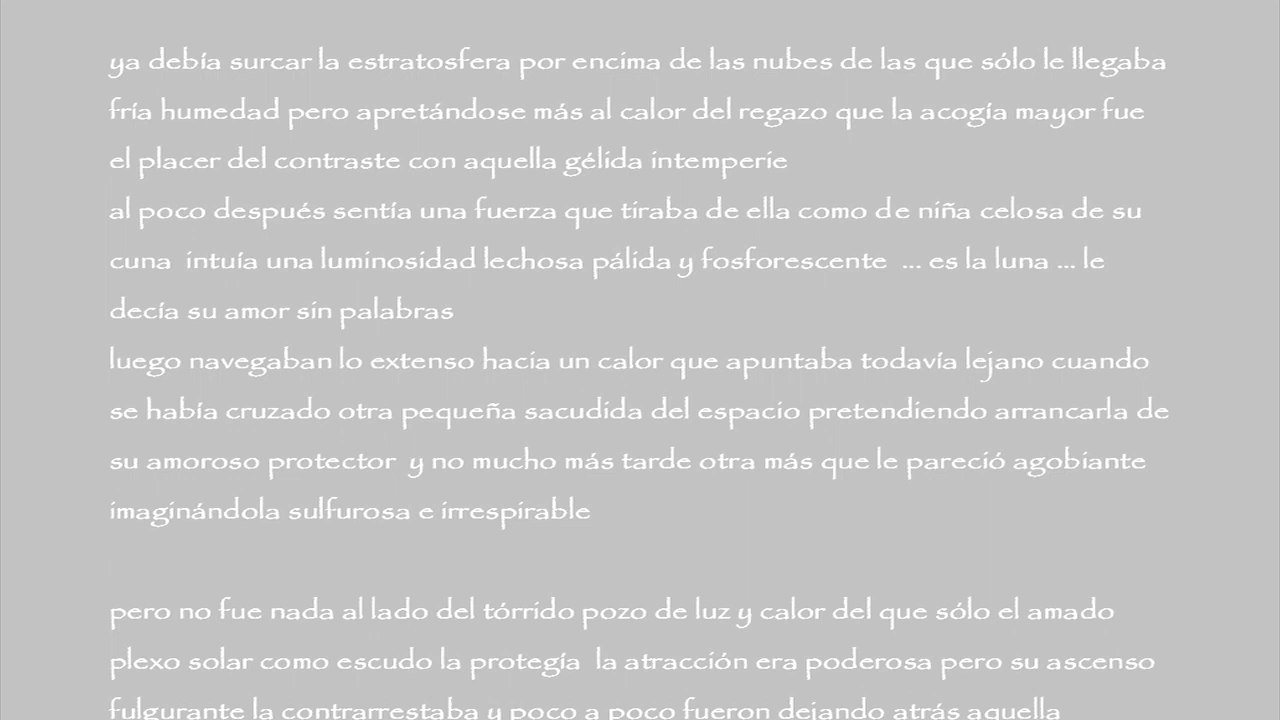 ya debía surcar la estratosfera por encima de las nubes de las que sólo le llegaba
fría humedad pero apretándose más al calor del regazo que la acogía mayor fue
el placer del contraste con aquella gélida intemperie
al poco después sentía una fuerza que tiraba de ella como de niña celosa de su
cuna  intuía una luminosidad lechosa pálida y fosforescente  ... es la luna ... le
decía su amor sin palabras
luego navegaban lo extenso hacia un calor que apuntaba todavía lejano cuando
se había cruzado otra pequeña sacudida del espacio pretendiendo arrancarla de
su amoroso protector  y no mucho más tarde otra más que le pareció agobiante
imaginándola sulfurosa e irrespirable
pero no fue nada al lado del tórrido pozo de luz y calor del que sólo el amado
plexo solar como escudo la protegía  la atracción era poderosa pero su ascenso
fulgurante la contrarrestaba y poco a poco fueron dejando atrás aquella